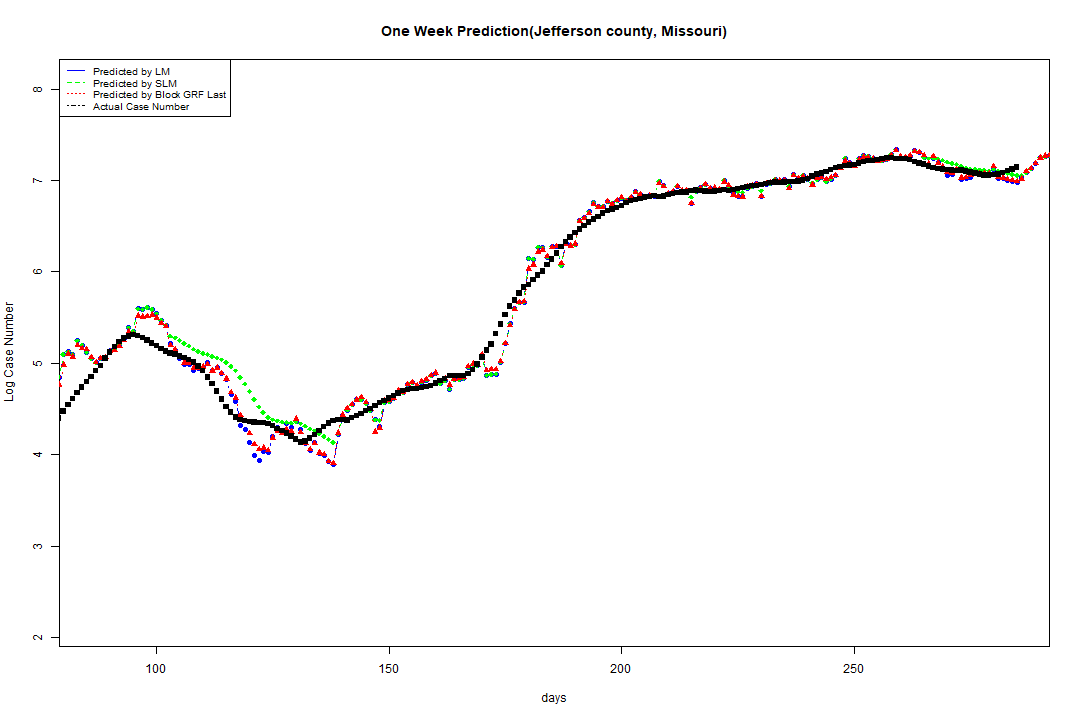 One Week Prediction(Jefferson county, Missouri)
Predicted by LM
Predicted by SLM
Predicted by Block GRF Last
Actual Case Number
8
7
6
5
4
3
2
Log Case Number
100 150 200 250
days